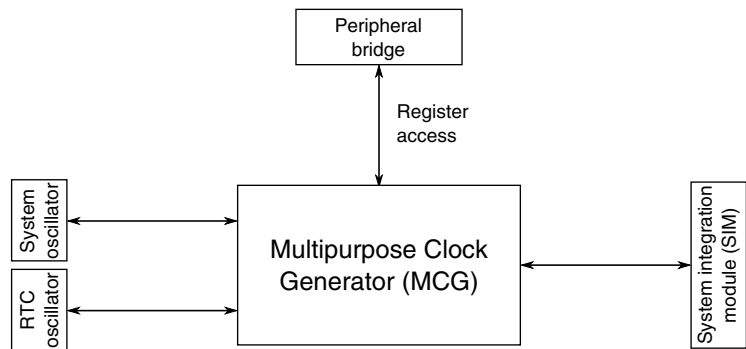 Peripheral
bridge
Register
access
System
oscillator
Multipurpose Clock
Generator (MCG)
RTC
oscillator
System integration
module (SIM)